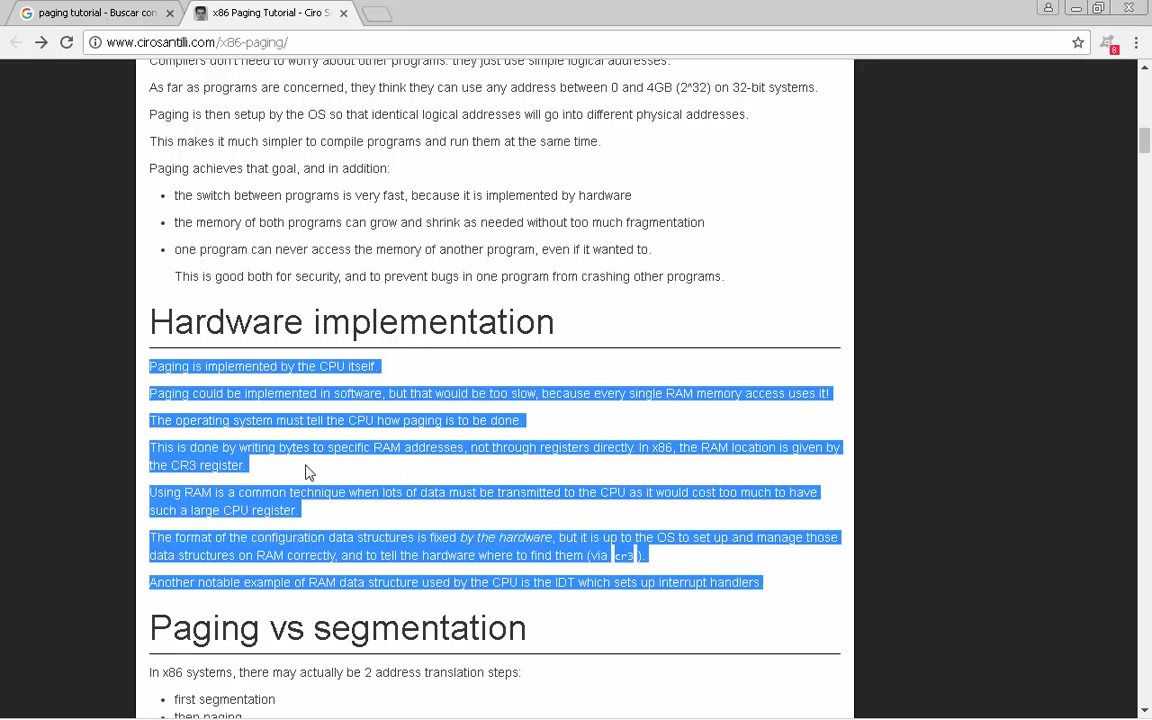 paging tutorial - Buscar con
x86 Paging Tutorial - Ciro S
www.cirosantilli.com/x86-paging/
8
Compilers don't need to worry about other programs: they just use simple logical addresses.
As far as programs are concerned, they think they can use any address between 0 and 4GB (2^32) on 32-bit systems.
Paging is then setup by the OS so that identical logical addresses will go into different physical addresses.
This makes it much simpler to compile programs and run them at the same time.
Paging achieves that goal, and in addition:
• the switch between programs is very fast, because it is implemented by hardware
• the memory of both programs can grow and shrink as needed without too much fragmentation
• one program can never access the memory of another program, even if it wanted to.
This is good both for security, and to prevent bugs in one program from crashing other programs.
Hardware implementation
Paging is implemented by the CPU itself.
Paging could be implemented in software, but that would be too slow, because every single RAM memory access uses it!
The operating system must tell the CPU how paging is to be done.
This is done by writing bytes to specific RAM addresses, not through registers directly. In x86, the RAM location is given by
the CR3 register.
Using RAM is a common technique when lots of data must be transmitted to the CPU as it would cost too much to have
such a large CPU register.
The format of the configuration data structures is fixed by the hardware, but it is up to the OS to set up and manage those
data structures on RAM correctly, and to tell the hardware where to find them (via cr3).
Another notable example of RAM data structure used by the CPU is the IDT which sets up interrupt handlers.
Paging vs segmentation
In x86 systems, there may actually be 2 address translation steps:
• first segmentation
• then paging